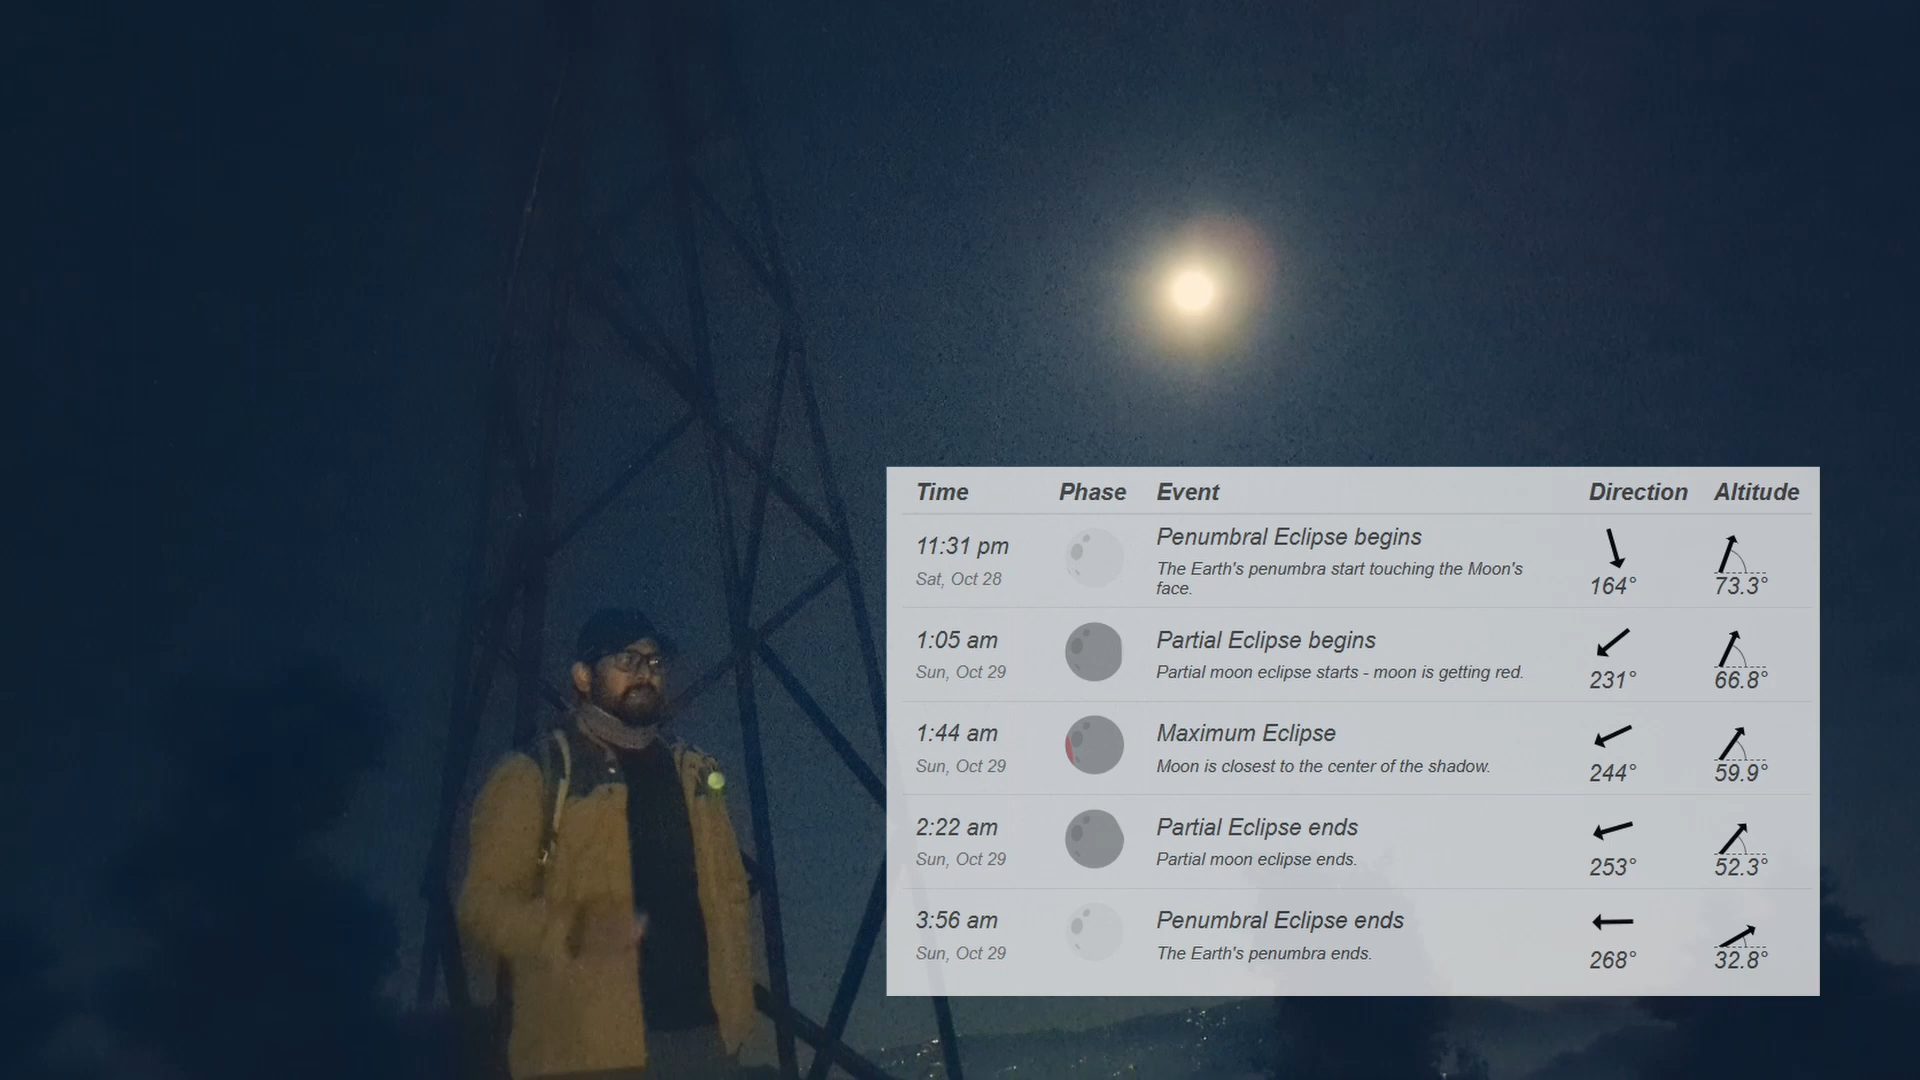 Time Phase Event Direction Altitude
11:31 pm
Sat, Oct 28
Penumbral Eclipse begins
The Earth's penumbra start touching the Moon's
face.
164°
73.3°
1:05 am
Sun, Oct 29
Partial Eclipse begins
Partial moon eclipse starts - moon is getting red.
231°
66.8°
1:44 am
Sun, Oct 29
Maximum Eclipse
Moon is closest to the center of the shadow.
244°
59.9°
2:22 am
Sun, Oct 29
Partial Eclipse ends
Partial moon eclipse ends.
253°
52.3°
3:56 am
Sun, Oct 29
Penumbral Eclipse ends
The Earth's penumbra ends.
268°
32.8°